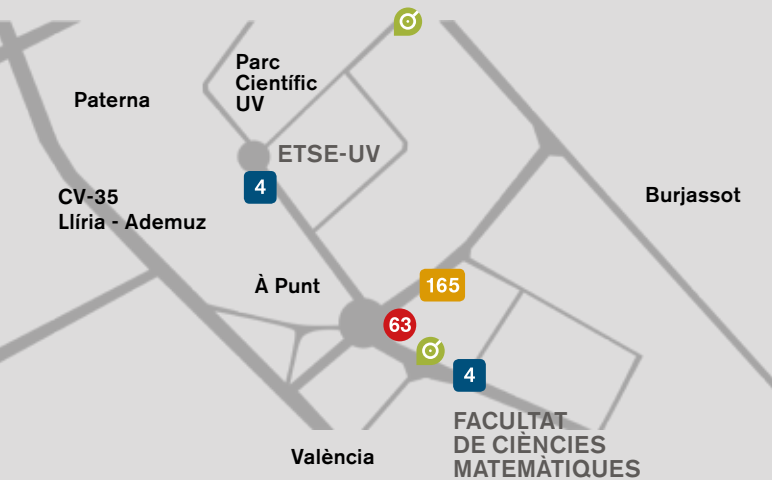 Parc
Científic
UV
Paterna
ETSE-UV
4
CV-35
Llíria - Ademuz
Burjassot
À Punt
165
63
4
FACULTAT
DE CIÈNCIES
MATEMÀTIQUES
València